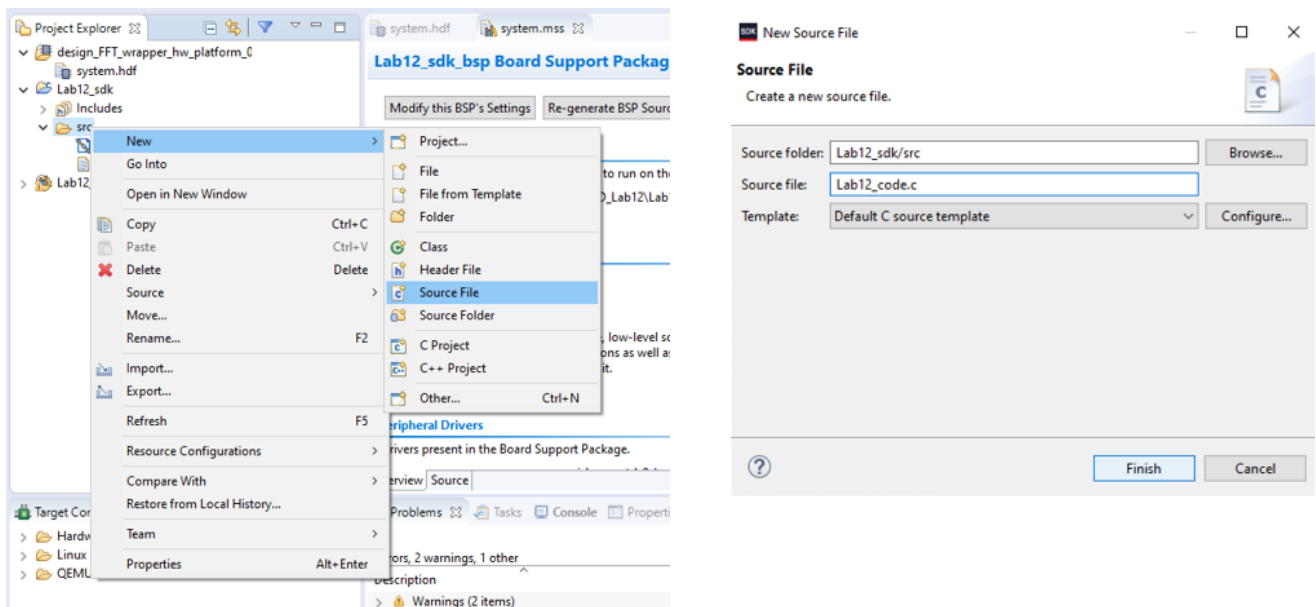 Project Explorer
design_FFT_wrapper_hw_platform_0
system.hdf
Lab12_sdk
Includes
src
Lab12_
New
Go Into
Open in New Window
Copy Ctrl+C
Paste Ctrl+V
Delete Delete
Source
Move...
Rename... F2
Import...
Export...
Refresh F5
Resource Configurations
Compare With
Restore from Local History...
Team
Properties Alt+Enter
Project...
File
File from Template
Folder
Class
Header File
Source File
Source Folder
C Project
C++ Project
Other... Ctrl+N
system.hdf
system.mss
Lab12_sdk_bsp Board Support Packag
Modify this BSP's Settings Re-generate BSP Sourc
to run on the
_Lab12\Lab
, low-level so
ons as well as
it.
eripheral Drivers
rivers present in the Board Support Package.
erview Source
Target Con
Hardw
Linux
QEMU
Problems Tasks Console Properti
ors, 2 warnings, 1 other
Description
Warnings (2 items)
SDK New Source File
Source File
Create a new source file.
Source folder: Lab12_sdk/src Browse...
Source file: Lab12_code.c
Template: Default C source template Configure...
Finish Cancel